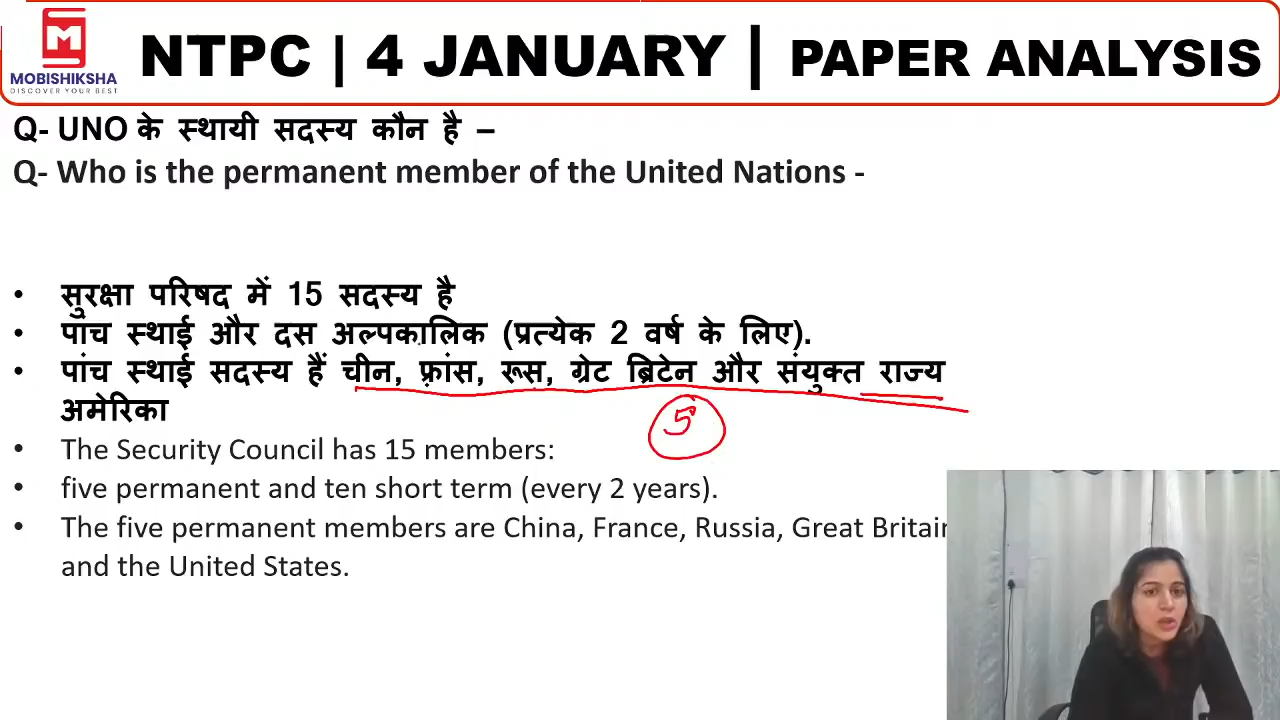 MOBISHIKSHA
DISCOVER YOUR BEST
NTPC | 4 JANUARY | PAPER ANALYSIS
Q- UNO के स्थायी सदस्य कौन है –
Q- Who is the permanent member of the United Nations -
• सुरक्षा परिषद में 15 सदस्य है
• पांच स्थाई और दस अल्पकालिक (प्रत्येक 2 वर्ष के लिए).
• पांच स्थाई सदस्य हैं चीन, फ़्रांस, रूस, ग्रेट ब्रिटेन और संयुक्त राज्य
अमेरिका
5
• The Security Council has 15 members:
• five permanent and ten short term (every 2 years).
• The five permanent members are China, France, Russia, Great Britain
and the United States.